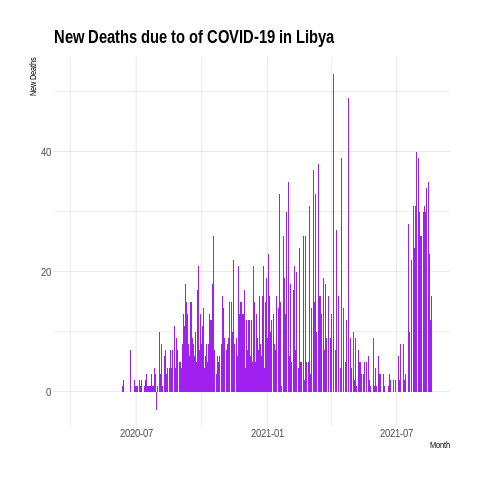 New Deaths due to of COVID-19 in Libya
New Deaths
40
20
0
2020-07
2021-01
2021-07
Month